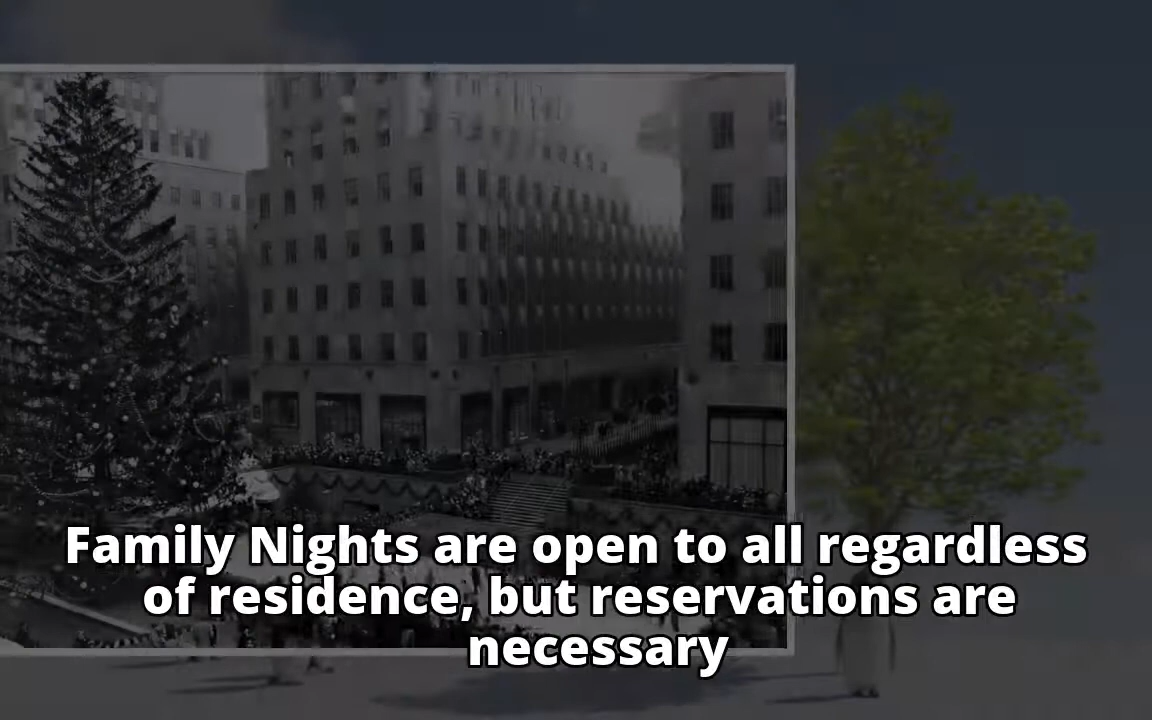 Family Nights are open to all regardless
of residence, but reservations are
necessary